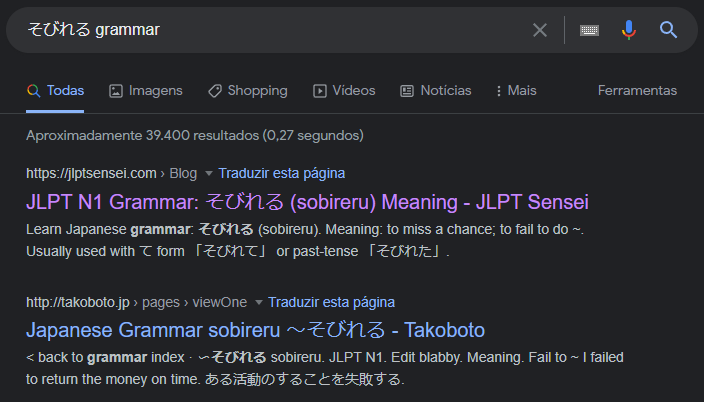 そびれる grammar
Todas Imagens Shopping Vídeos Notícias Mais Ferramentas
Aproximadamente 39.400 resultados (0,27 segundos)
https://jlptsensei.com › Blog Traduzir esta página
JLPT N1 Grammar: そびれる (sobireru) Meaning - JLPT Sensei
Learn Japanese grammar: そびれる (sobireru). Meaning: to miss a chance; to fail to do ~.
Usually used with て form 「そびれて」 or past-tense 「そびれた」.
http://takoboto.jp › pages › viewOne Traduzir esta página
Japanese Grammar sobireru 〜そびれる - Takoboto
< back to grammar index · ∽そびれる sobireru. JLPT N1. Edit blabby. Meaning. Fail to ~ I failed
to return the money on time. ある活動のすることを失敗する.